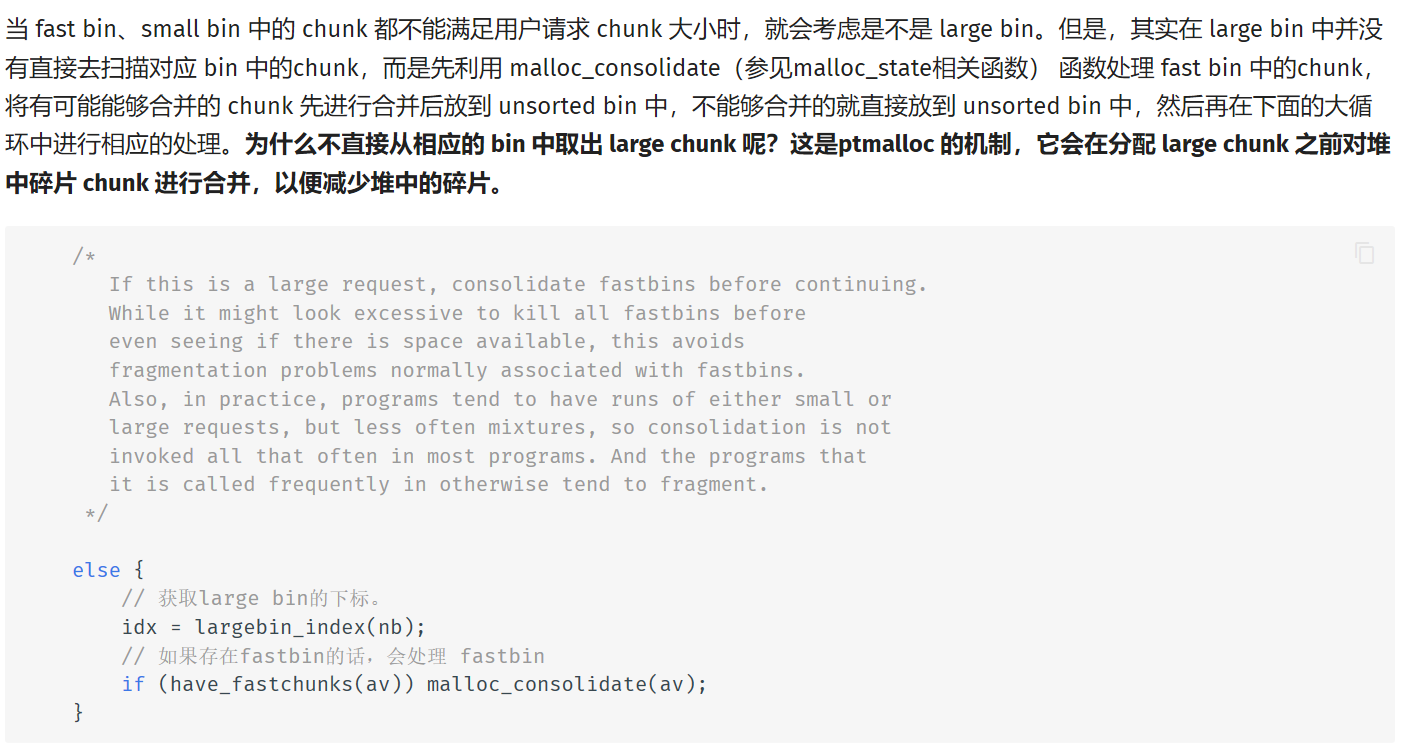 当 fast bin、small bin 中的 chunk 都不能满足用户请求 chunk 大小时，就会考虑是不是 large bin。但是，其实在 large bin 中并没
有直接去扫描对应 bin 中的chunk，而是先利用 malloc_consolidate（参见malloc_state相关函数） 函数处理 fast bin 中的chunk，
将有可能能够合并的 chunk 先进行合并后放到 unsorted bin 中，不能够合并的就直接放到 unsorted bin 中，然后再在下面的大循
环中进行相应的处理。为什么不直接从相应的 bin 中取出 large chunk 呢？这是ptmalloc 的机制，它会在分配 large chunk 之前对堆
中碎片 chunk 进行合并，以便减少堆中的碎片。
/*
If this is a large request, consolidate fastbins before continuing.
While it might look excessive to kill all fastbins before
even seeing if there is space available, this avoids
fragmentation problems normally associated with fastbins.
Also, in practice, programs tend to have runs of either small or
large requests, but less often mixtures, so consolidation is not
invoked all that often in most programs. And the programs that
it is called frequently in otherwise tend to fragment.
*/
else {
// 获取large bin的下标。
idx = largebin_index(nb);
// 如果存在fastbin的话，会处理 fastbin
if (have_fastchunks(av)) malloc_consolidate(av);
}